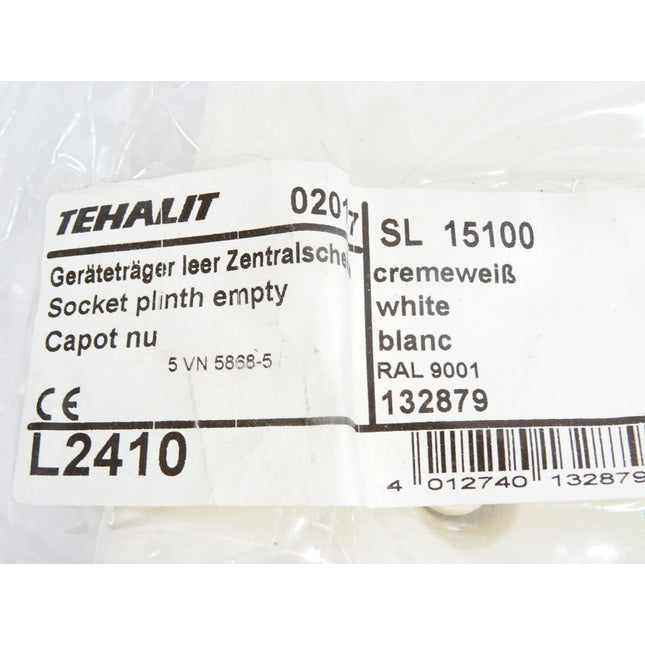 TEHALIT 02017
Geräteträger leer Zentralsche
Socket plinth empty
Capot nu
5 VN 5868-5
CE
L2410
SL 15100
cremeweiß
white
blanc
RAL 9001
132879
4 012740 132879